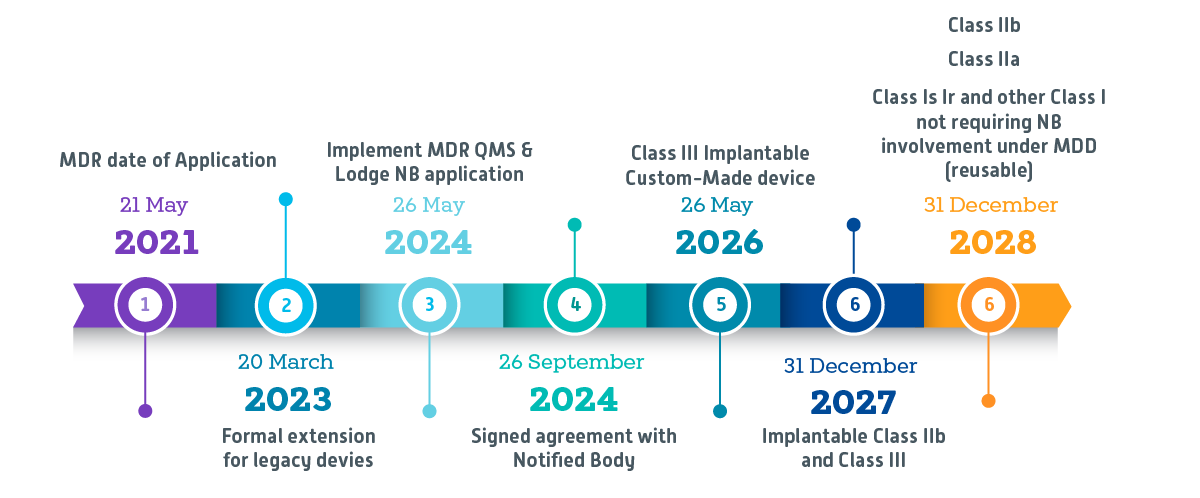 MDR date of Application
21 May
2021
1
2
20 March
2023
Formal extension
for legacy devies
Implement MDR QMS &
Lodge NB application
26 May
2024
3
4
26 September
2024
Signed agreement with
Notified Body
Class III Implantable
Custom-Made device
26 May
2026
5
6
31 December
2027
Implantable Class IIb
and Class III
Class IIb
Class IIa
Class Is Ir and other Class I
not requiring NB
involvement under MDD
(reusable)
31 December
2028
6